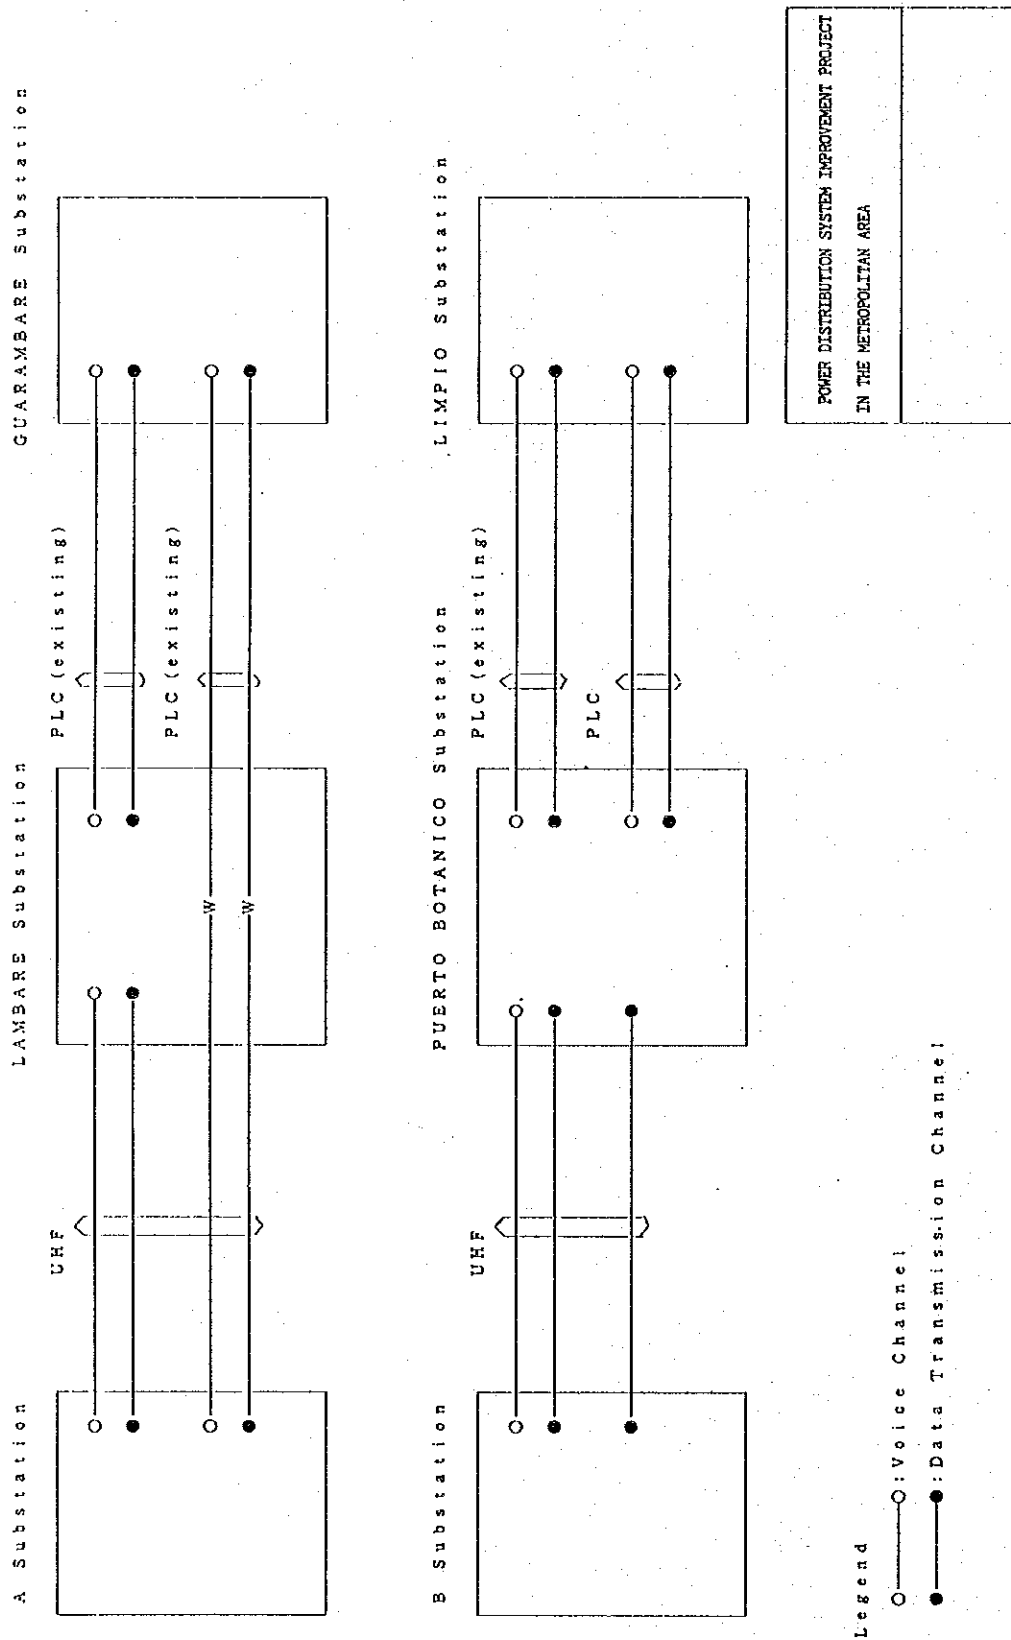 A Substation
LAMBARE Substation
GUARAMBARE Substation
UHF
PLC (existing)
PLC (existing)
W
W
B Substation
PUERTO BOTANICO Substation
LIMPIO Substation
UHF
PLC (existing)
PLC
Legend
:Voice Channel
:Data Transmission Channel
POWER DISTRIBUTION SYSTEM IMPROVEMENT PROJECT
IN THE METROPOLITAN AREA